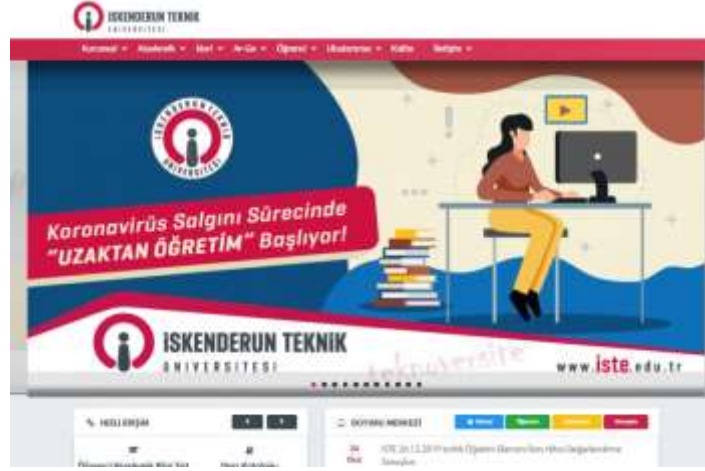 İSKENDERUN TEKNİK
ÜNİVERSİTESİ
Kurumsal Akademik İdari Ar-Ge Öğrenci Uluslararası Kalite İletişim
İSKENDERUN TEKNİK
ÜNİVERSİTESİ
Koronavirüs Salgını Sürecinde
"UZAKTAN ÖĞRETİM" Başlıyor!
İSKENDERUN TEKNİK
ÜNİVERSİTESİ
teknoversite
www.iste.edu.tr
HIZLI ERİŞİM
DUYURU MERKEZİ